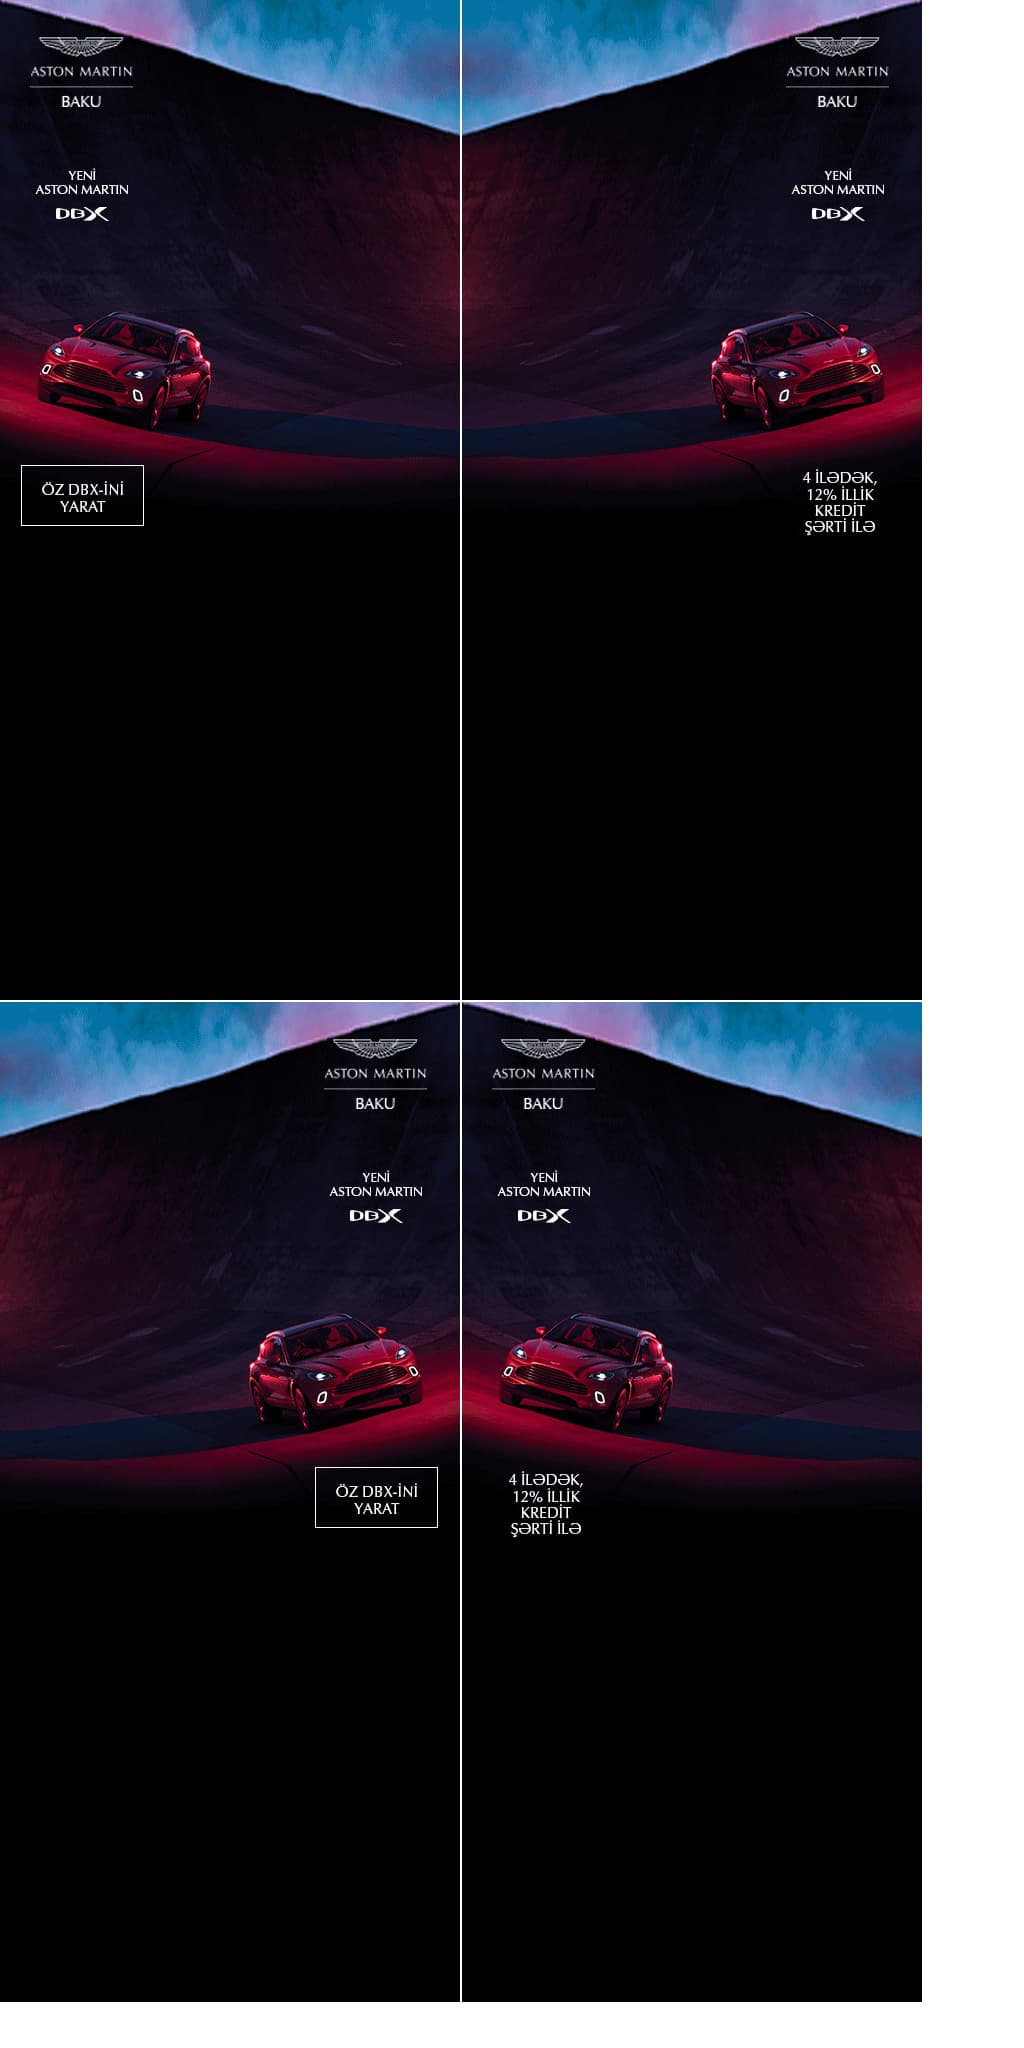 ASTON MARTIN
BAKU
YENİ
ASTON MARTIN
DBX
ÖZ DBX-İNİ
YARAT
ASTON MARTIN
BAKU
YENİ
ASTON MARTIN
DBX
4 İLƏDƏK,
12% İLLİK
KREDİT
ŞƏRTİ İLƏ
ASTON MARTIN
BAKU
YENİ
ASTON MARTIN
DBX
ÖZ DBX-İNİ
YARAT
ASTON MARTIN
BAKU
YENİ
ASTON MARTIN
DBX
4 İLƏDƏK,
12% İLLİK
KREDİT
ŞƏRTİ İLƏ